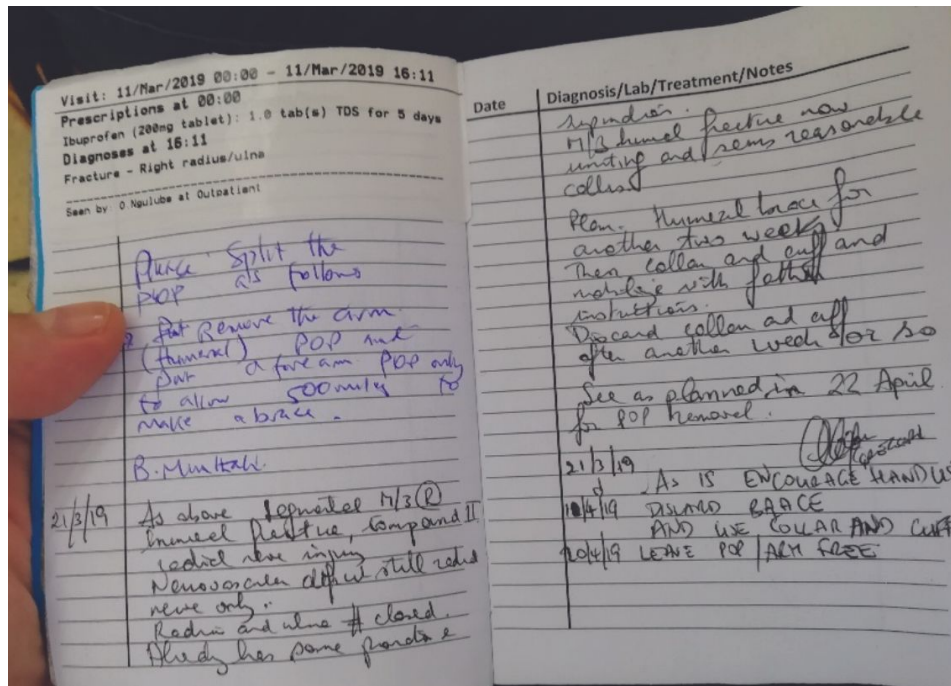 Visit: 11/Mar/2019 00:00 - 11/Mar/2019 16:11
Prescriptions at 00:00
Ibuprofen (200mg tablet): 1.0 tab(s) TDS for 5 days
Diagnoses at 16:11
Fracture - Right radius/ulna
Seen by: O Ngulube at Outpatient
Please Split the
POP as follows
Remove the arm
(Humeral) POP and
put a forearm POP only
to allow to
make a brace.
B.
21/3/19 As above M/3 (R)
humeral fracture, compound II
radial nerve injury
Neurovascular deficit still radial
nerve only.
Radius and ulna # closed.
Already has some
Date Diagnosis/Lab/Treatment/Notes
M/3 humeral fracture now
uniting and seems reasonable
Plan. Humeral brace for
another two weeks
Then collar and cuff and
mobilize with
instructions.
Discard collar and cuff
after another week or so
See as planned in 22 April
for POP removal.
21/3/19 AS IS ENCOURAGE HAND US
10/4/19 DISCARD BRACE
AND USE COLLAR AND CUFF
20/4/19 LEAVE POP / ARM FREE